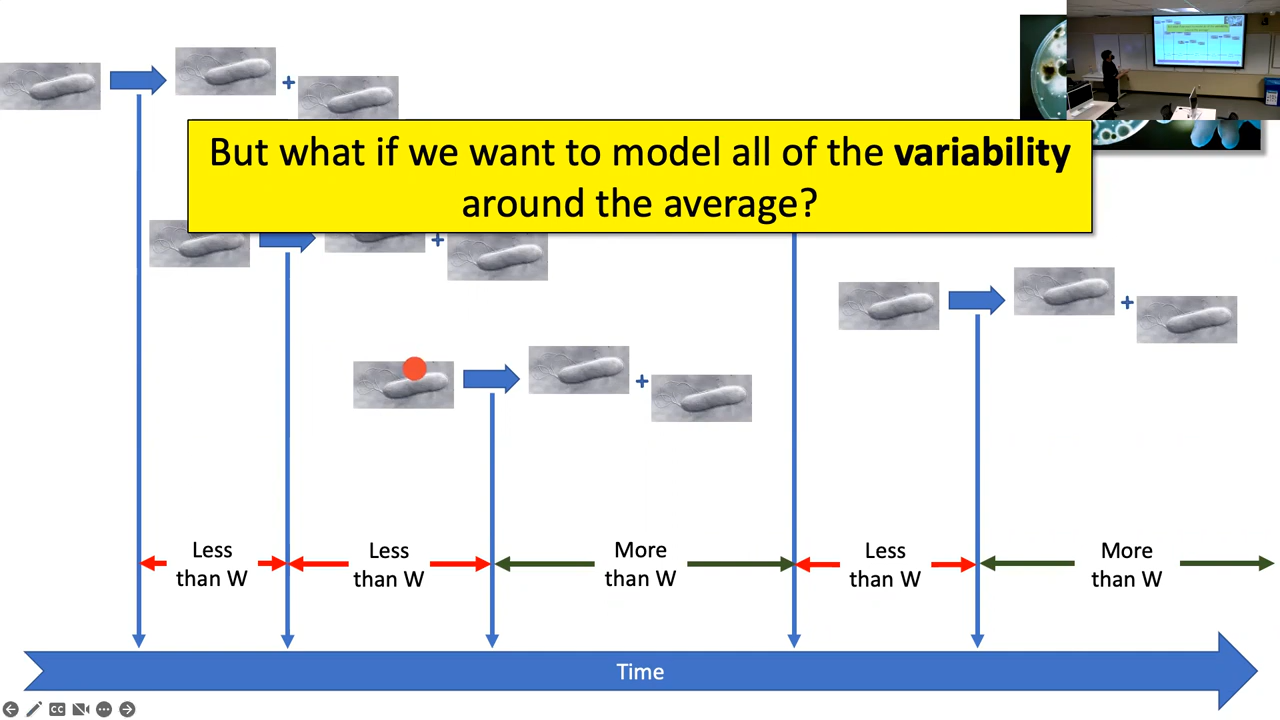 +
But what if we want to model all of the variability
around the average?
+
+
+
Less
than W
Less
than W
More
than W
Less
than W
More
than W
Time
CC